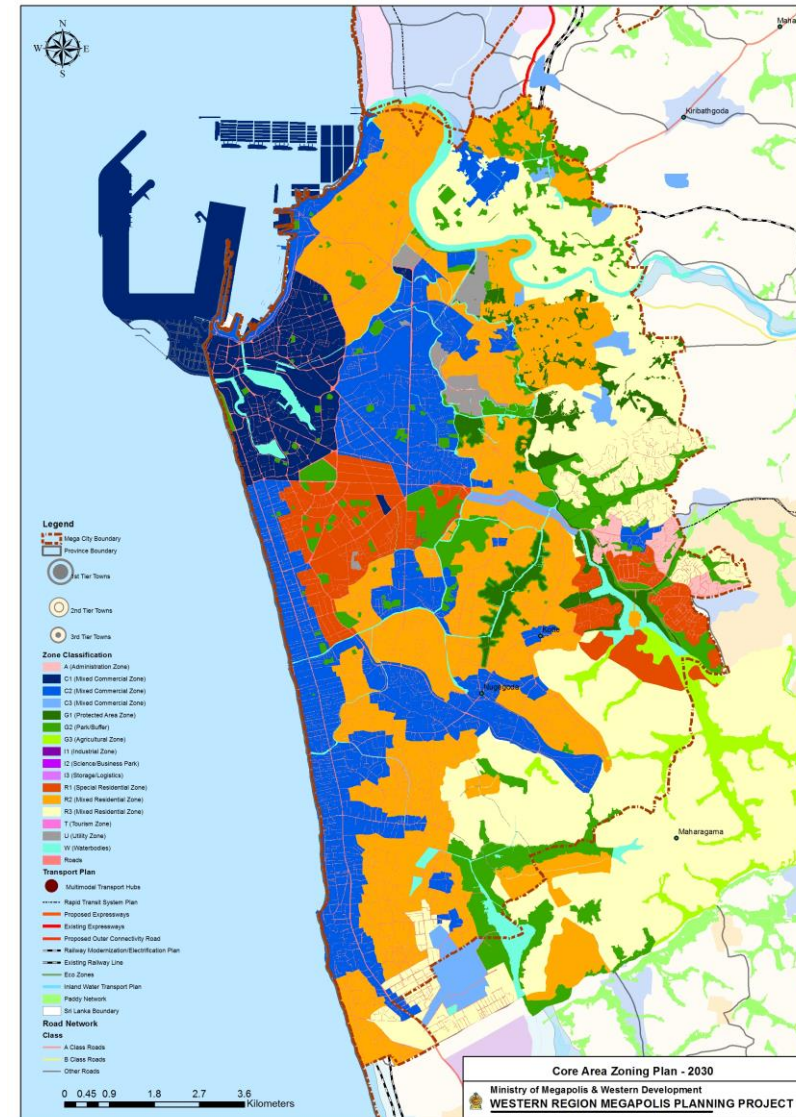 N
W E
S
Maha
Kiribathgoda
Nugegoda
Maharagama
Legend
Mega City Boundary
Province Boundary
1st Tier Towns
2nd Tier Towns
3rd Tier Towns
Zone Classification
A (Administration Zone)
C1 (Mixed Commercial Zone)
C2 (Mixed Commercial Zone)
C3 (Mixed Commercial Zone)
G1 (Protected Area Zone)
G2 (Park/Buffer)
G3 (Agricultural Zone)
I1 (Industrial Zone)
I2 (Science/Business Park)
I3 (Storage/Logistics)
R1 (Special Residential Zone)
R2 (Mixed Residential Zone)
R3 (Mixed Residential Zone)
T (Tourism Zone)
U (Utility Zone)
W (Waterbodies)
Roads
Transport Plan
Multimodal Transport Hubs
Rapid Transit System Plan
Proposed Expressways
Existing Expressways
Proposed Outer Connectivity Road
Railway Modernization/Electrification Plan
Existing Railway Line
Eco Zones
Inland Water Transport Plan
Paddy Network
Sri Lanka Boundary
Road Network
Class
A Class Roads
B Class Roads
Other Roads
0 0.45 0.9 1.8 2.7 3.6
Kilometers
Core Area Zoning Plan - 2030
Ministry of Megapolis & Western Development
WESTERN REGION MEGAPOLIS PLANNING PROJECT